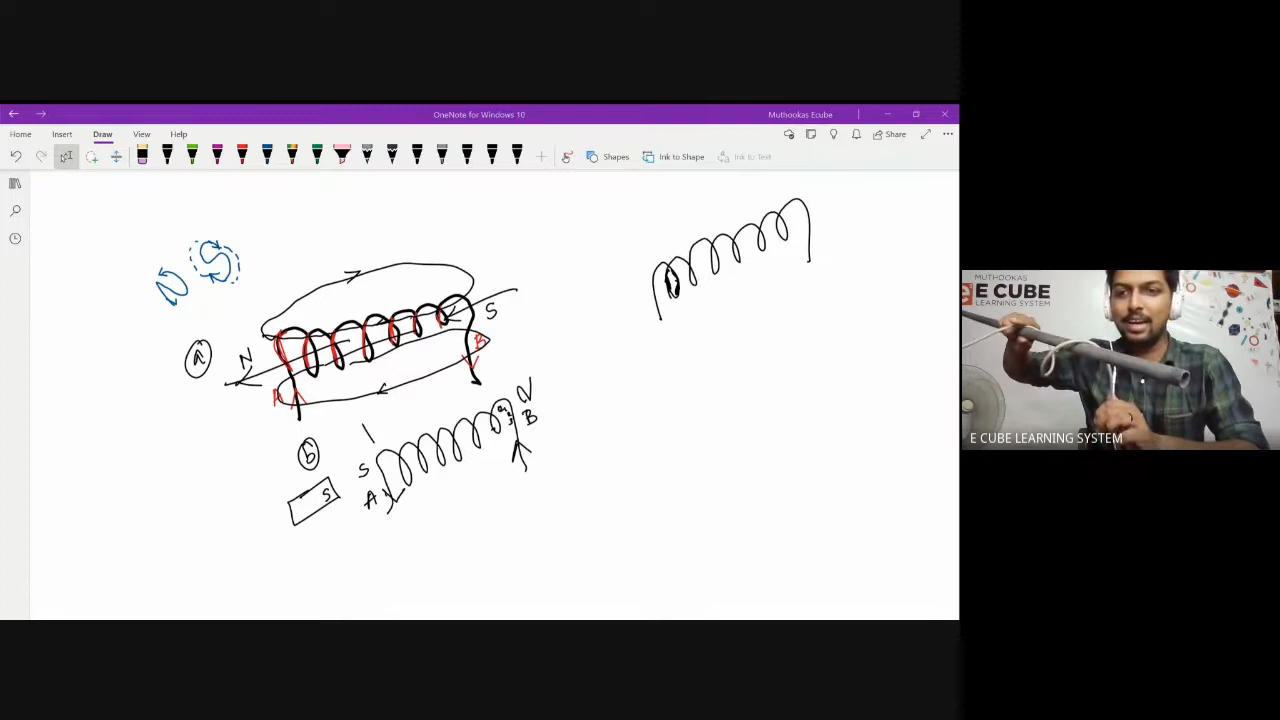 OneNote for Windows 10
Muthookas Ecube
Home Insert Draw View Help
Share
Shapes
Ink to Shape
Ink to Text
N S
a
N
S
A
B
b
S
S
A
N
B
MUTHOOKAS
E CUBE
LEARNING SYSTEM
E CUBE LEARNING SYSTEM